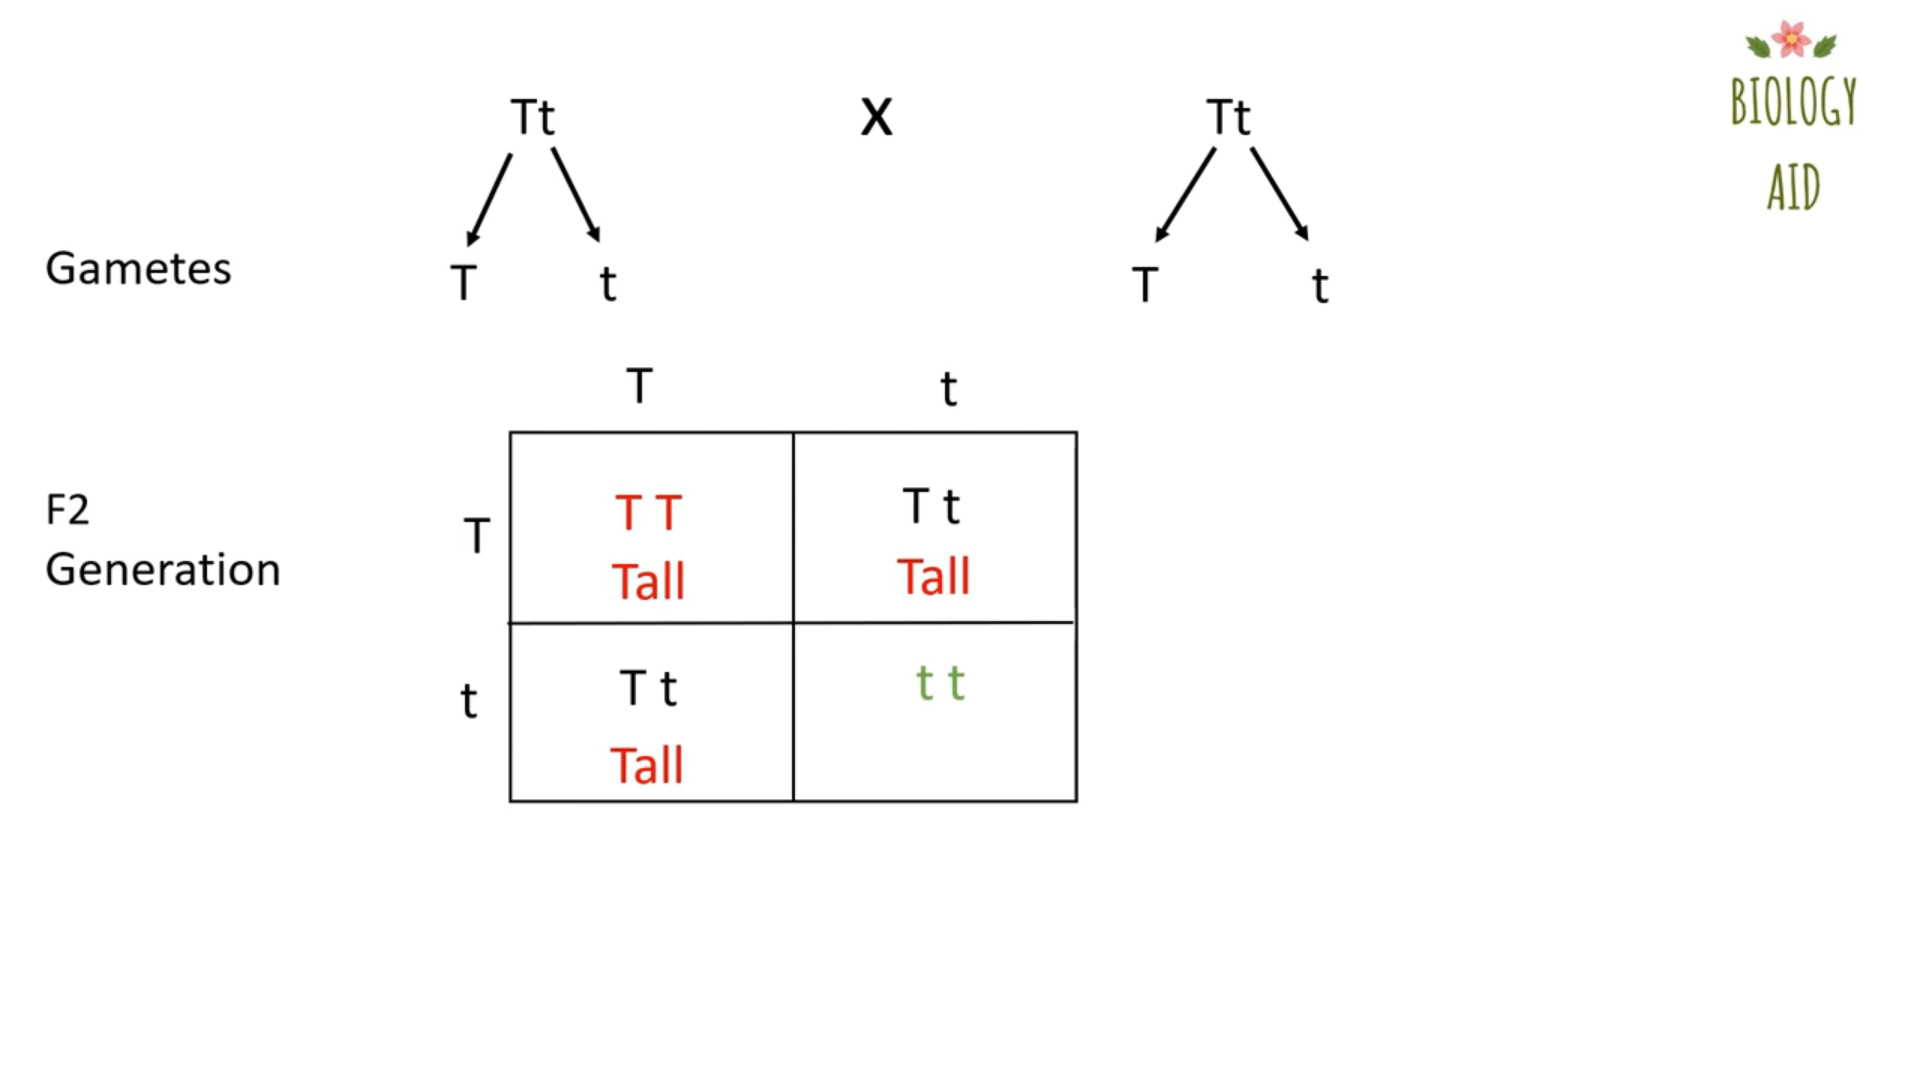 BIOLOGY
AID
Tt X Tt
Gametes T t T t
T t
F2
Generation
T T T T t
Tall Tall
t T t t t
Tall